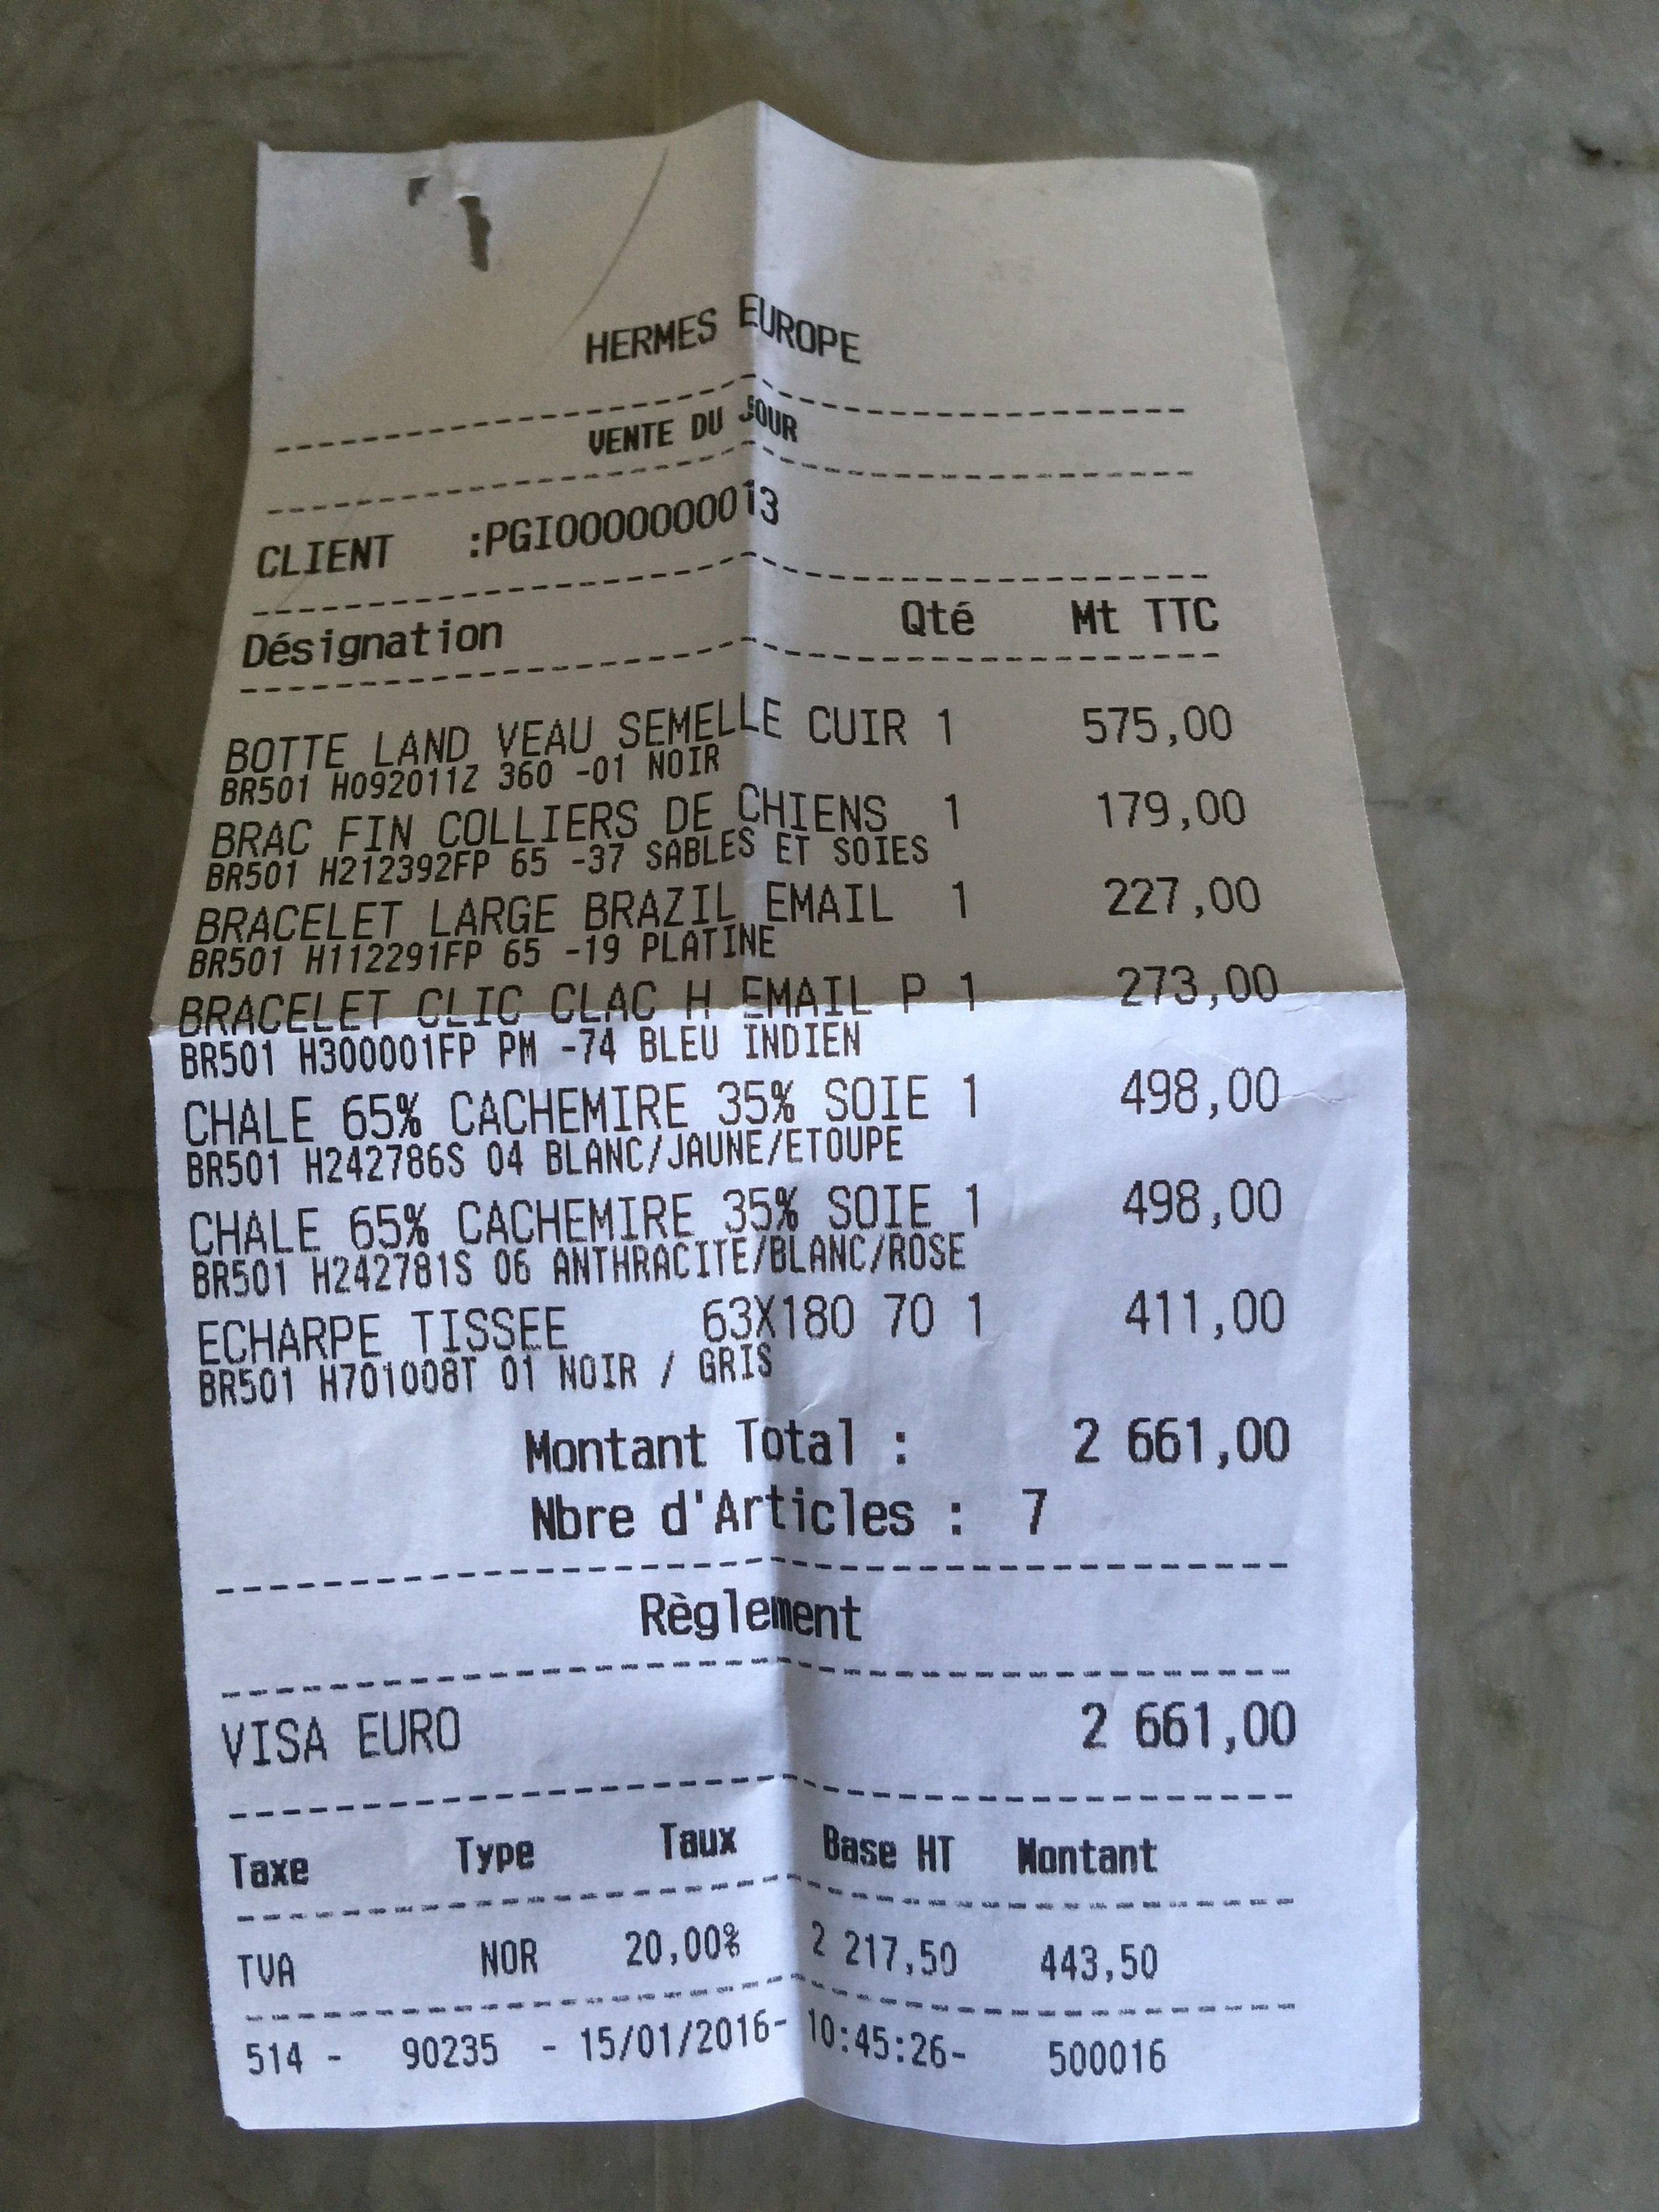 HERMES EUROPE
VENTE DU JOUR
CLIENT :PGI0000000013
Désignation Qté Mt TTC
BOTTE LAND VEAU SEMELLE CUIR 1 575,00
BR501 H092011Z 360 -01 NOIR
BRAC FIN COLLIERS DE CHIENS 1 179,00
BR501 H212392FP 65 -37 SABLES ET SOIES
BRACELET LARGE BRAZIL EMAIL 1 227,00
BR501 H112291FP 65 -19 PLATINE
BRACELET CLIC CLAC H EMAIL P 1 273,00
BR501 H300001FP PM -74 BLEU INDIEN
CHALE 65% CACHEMIRE 35% SOIE 1 498,00
BR501 H242786S 04 BLANC/JAUNE/ETOUPE
CHALE 65% CACHEMIRE 35% SOIE 1 498,00
BR501 H242781S 06 ANTHRACITE/BLANC/ROSE
ECHARPE TISSEE 63X180 70 1 411,00
BR501 H701008T 01 NOIR / GRIS
Montant Total : 2 661,00
Nbre d'Articles : 7
Règlement
VISA EURO 2 661,00
Taxe Type Taux Base HT Montant
TVA NOR 20,00% 2 217,50 443,50
514 - 90235 - 15/01/2016- 10:45:26- 500016